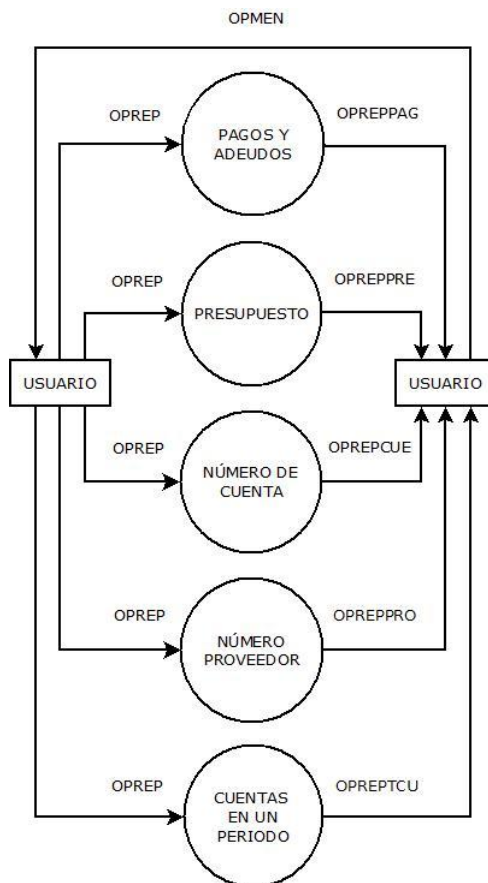 OPMEN
OPREP
PAGOS Y
ADEUDOS
OPREPPAG
OPREP
PRESUPUESTO
OPREPPRE
USUARIO
USUARIO
OPREP
NÚMERO DE
CUENTA
OPREPCUE
OPREP
NÚMERO
PROVEEDOR
OPREPPRO
OPREP
CUENTAS
EN UN
PERIODO
OPREPTCU